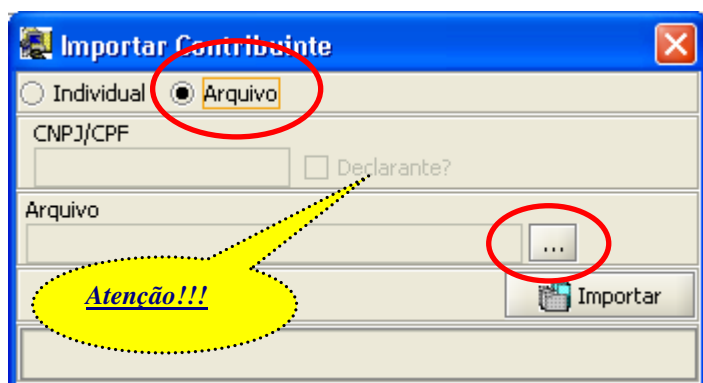 Importar Contribuinte
Individual Arquivo
CNPJ/CPF
Declarante?
Arquivo
...
Atenção!!!
Importar